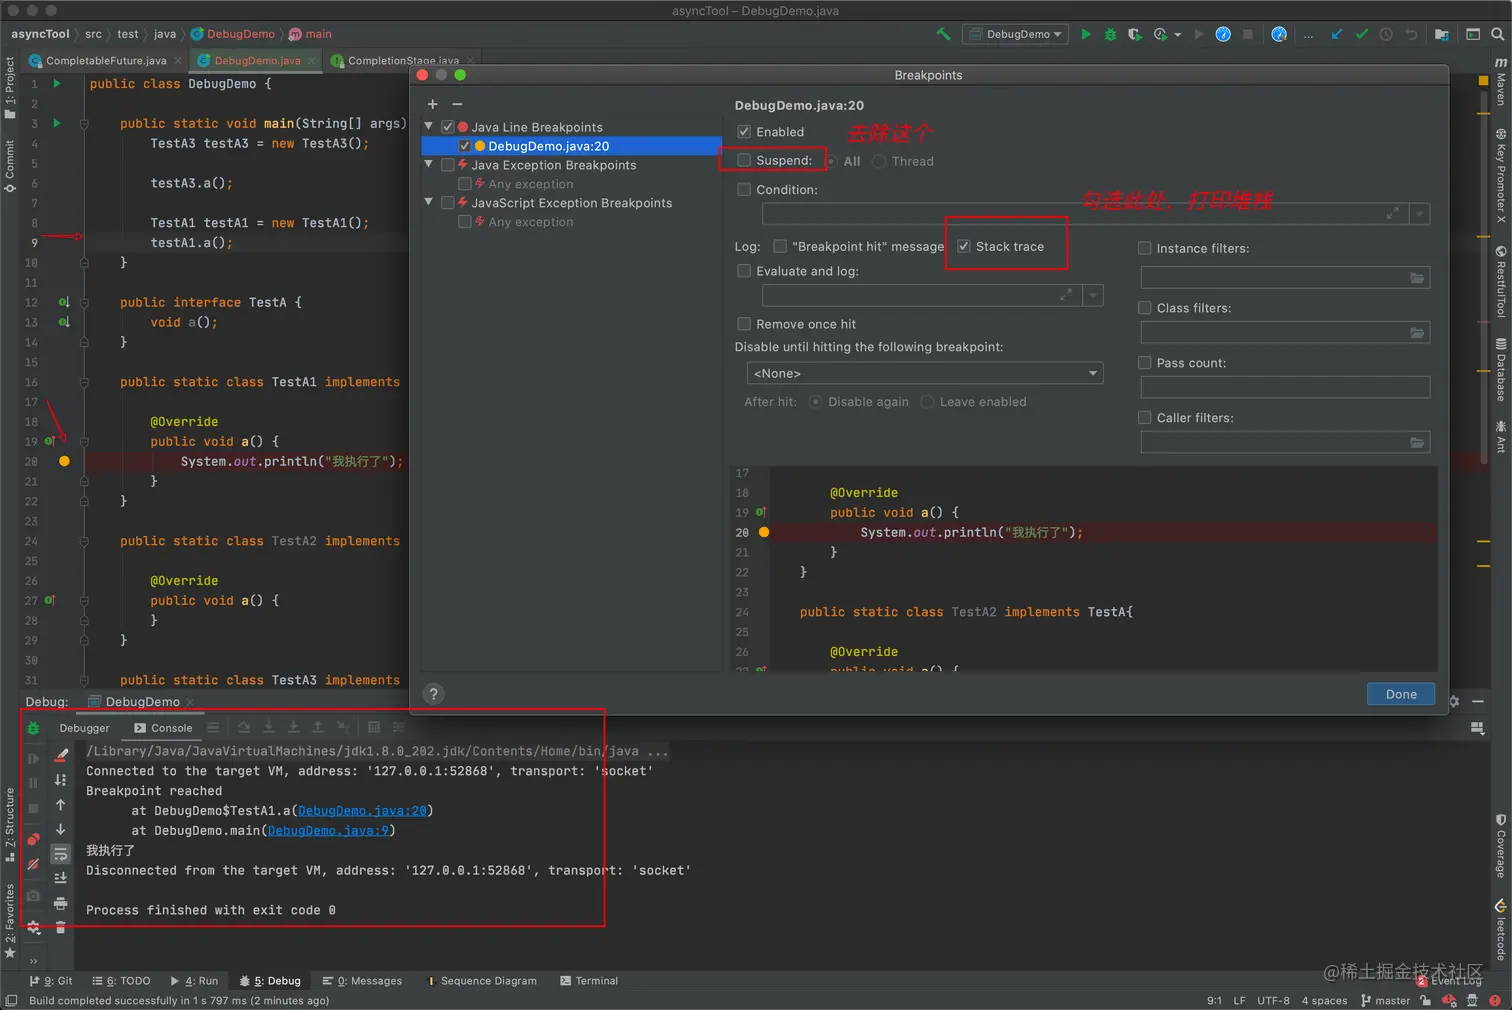 asyncTool – DebugDemo.java
asyncTool › src › test › java › DebugDemo › main
DebugDemo
CompletableFuture.java
DebugDemo.java
CompletionStage.java
1: Project
Commit
Z: Structure
2: Favorites
1 public class DebugDemo {
2
3 public static void main(String[] args)
4 TestA3 testA3 = new TestA3();
5
6 testA3.a();
7
8 TestA1 testA1 = new TestA1();
9 testA1.a();
10 }
11
12 public interface TestA {
13 void a();
14 }
15
16 public static class TestA1 implements
17
18 @Override
19 public void a() {
20 System.out.println("我执行了");
21 }
22 }
23
24 public static class TestA2 implements
25
26 @Override
27 public void a() {
28 }
29 }
30
31 public static class TestA3 implements
Breakpoints
Java Line Breakpoints
DebugDemo.java:20
Java Exception Breakpoints
Any exception
JavaScript Exception Breakpoints
Any exception
DebugDemo.java:20
Enabled
去除这个
Suspend: All Thread
Condition:
勾选此处，打印堆栈
Log: "Breakpoint hit" message Stack trace
Evaluate and log:
Remove once hit
Disable until hitting the following breakpoint:
<None>
After hit: Disable again Leave enabled
Instance filters:
Class filters:
Pass count:
Caller filters:
17
18 @Override
19 public void a() {
20 System.out.println("我执行了");
21 }
22 }
23
24 public static class TestA2 implements TestA{
25
26 @Override
27 public void a() {
?
Done
Maven
Key Promoter X
RestfulTool
Database
Ant
Coverage
leetcode
Debug: DebugDemo
Debugger Console
/Library/Java/JavaVirtualMachines/jdk1.8.0_202.jdk/Contents/Home/bin/java ...
Connected to the target VM, address: '127.0.0.1:52868', transport: 'socket'
Breakpoint reached
at DebugDemo$TestA1.a(DebugDemo.java:20)
at DebugDemo.main(DebugDemo.java:9)
我执行了
Disconnected from the target VM, address: '127.0.0.1:52868', transport: 'socket'
Process finished with exit code 0
@稀土掘金技术社区
9: Git 6: TODO 4: Run 5: Debug 0: Messages Sequence Diagram Terminal 2 Event Log
Build completed successfully in 1 s 797 ms (2 minutes ago) 9:1 LF UTF-8 4 spaces master